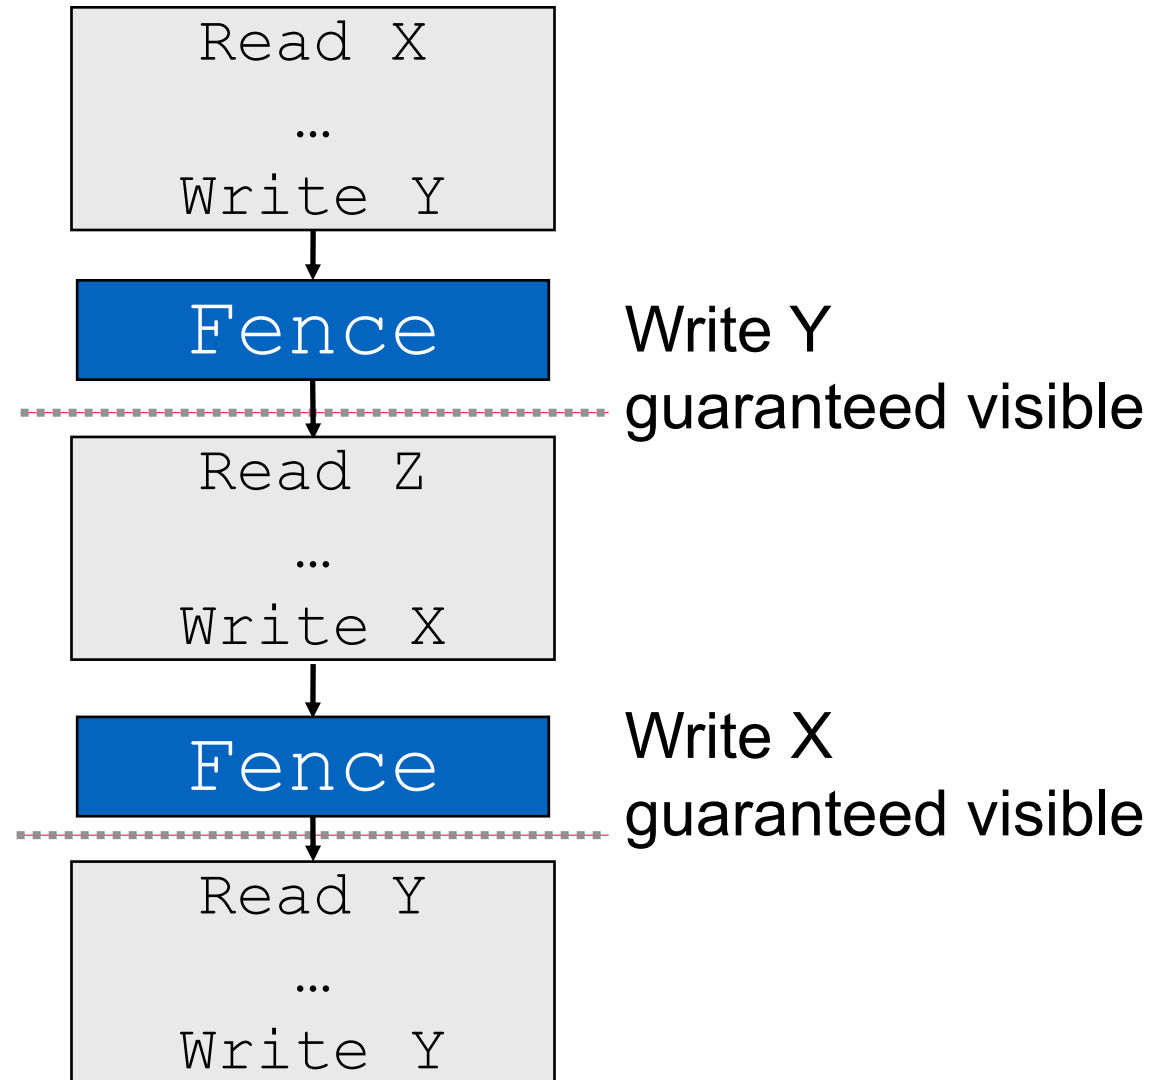 Read X
…
Write Y
Fence
Write Y
guaranteed visible
Read Z
…
Write X
Fence
Write X
guaranteed visible
Read Y
…
Write Y